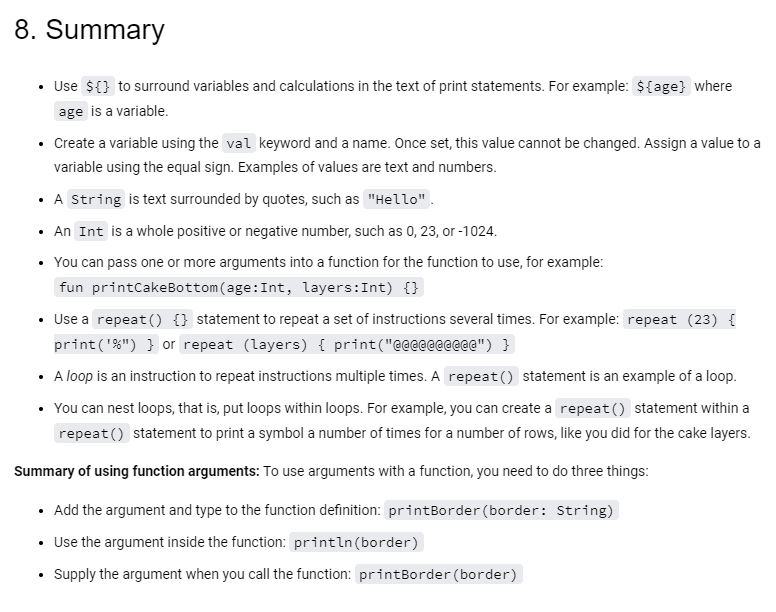 8. Summary
• Use ${} to surround variables and calculations in the text of print statements. For example: ${age} where
age is a variable.
• Create a variable using the val keyword and a name. Once set, this value cannot be changed. Assign a value to a
variable using the equal sign. Examples of values are text and numbers.
• A String is text surrounded by quotes, such as "Hello".
• An Int is a whole positive or negative number, such as 0, 23, or -1024.
• You can pass one or more arguments into a function for the function to use, for example:
fun printCakeBottom(age:Int, layers:Int) {}
• Use a repeat() {} statement to repeat a set of instructions several times. For example: repeat (23) {
print('%") } or repeat (layers) { print("@@@@@@@@@@") }
• A loop is an instruction to repeat instructions multiple times. A repeat() statement is an example of a loop.
• You can nest loops, that is, put loops within loops. For example, you can create a repeat() statement within a
repeat() statement to print a symbol a number of times for a number of rows, like you did for the cake layers.
Summary of using function arguments: To use arguments with a function, you need to do three things:
• Add the argument and type to the function definition: printBorder(border: String)
• Use the argument inside the function: println(border)
• Supply the argument when you call the function: printBorder(border)